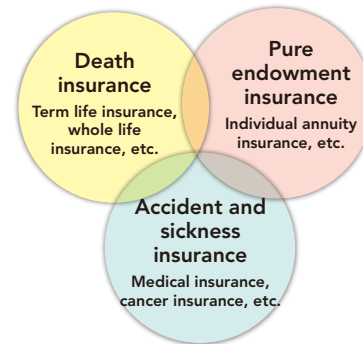 Death
insurance
Term life insurance,
whole life
insurance, etc.
Pure
endowment
insurance
Individual annuity
insurance, etc.
Accident and
sickness
insurance
Medical insurance,
cancer insurance, etc.